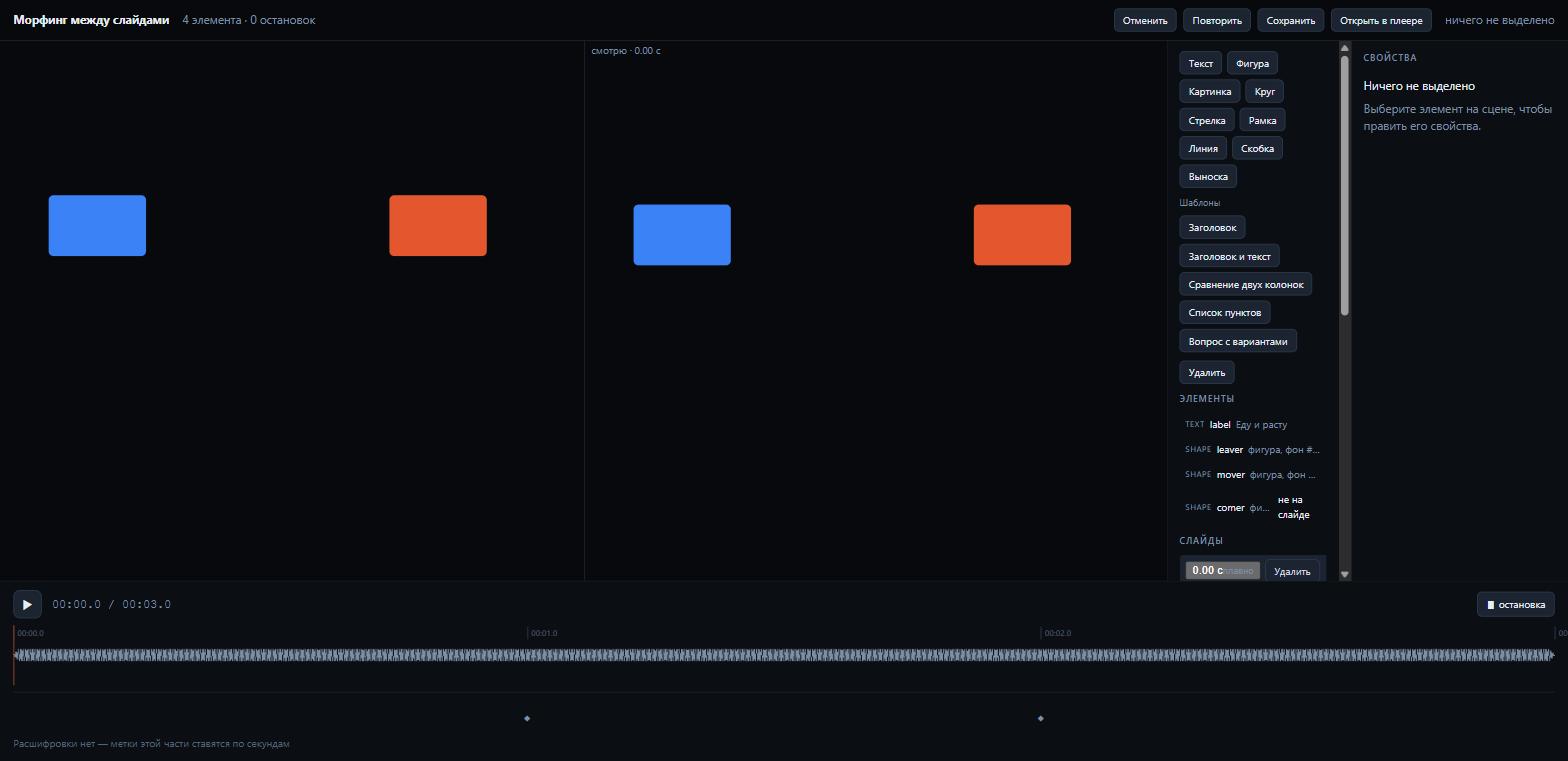 Морфинг между слайдами 4 элемента · 0 остановок Отменить Повторить Сохранить Открыть в плеере ничего не выделено
смотрю · 0.00 с
Текст Фигура
Картинка Круг
Стрелка Рамка
Линия Скобка
Выноска
Шаблоны
Заголовок
Заголовок и текст
Сравнение двух колонок
Список пунктов
Вопрос с вариантами
Удалить
ЭЛЕМЕНТЫ
TEXT label Еду и расту
SHAPE leaver фигура, фон #...
SHAPE mover фигура, фон ...
SHAPE comer фи... не на
слайде
СЛАЙДЫ
0.00 с плавно Удалить
СВОЙСТВА
Ничего не выделено
Выберите элемент на сцене, чтобы
править его свойства.
00:00.0 / 00:03.0 остановка
00:00.0 00:01.0 00:02.0 00
Расшифровки нет — метки этой части ставятся по секундам